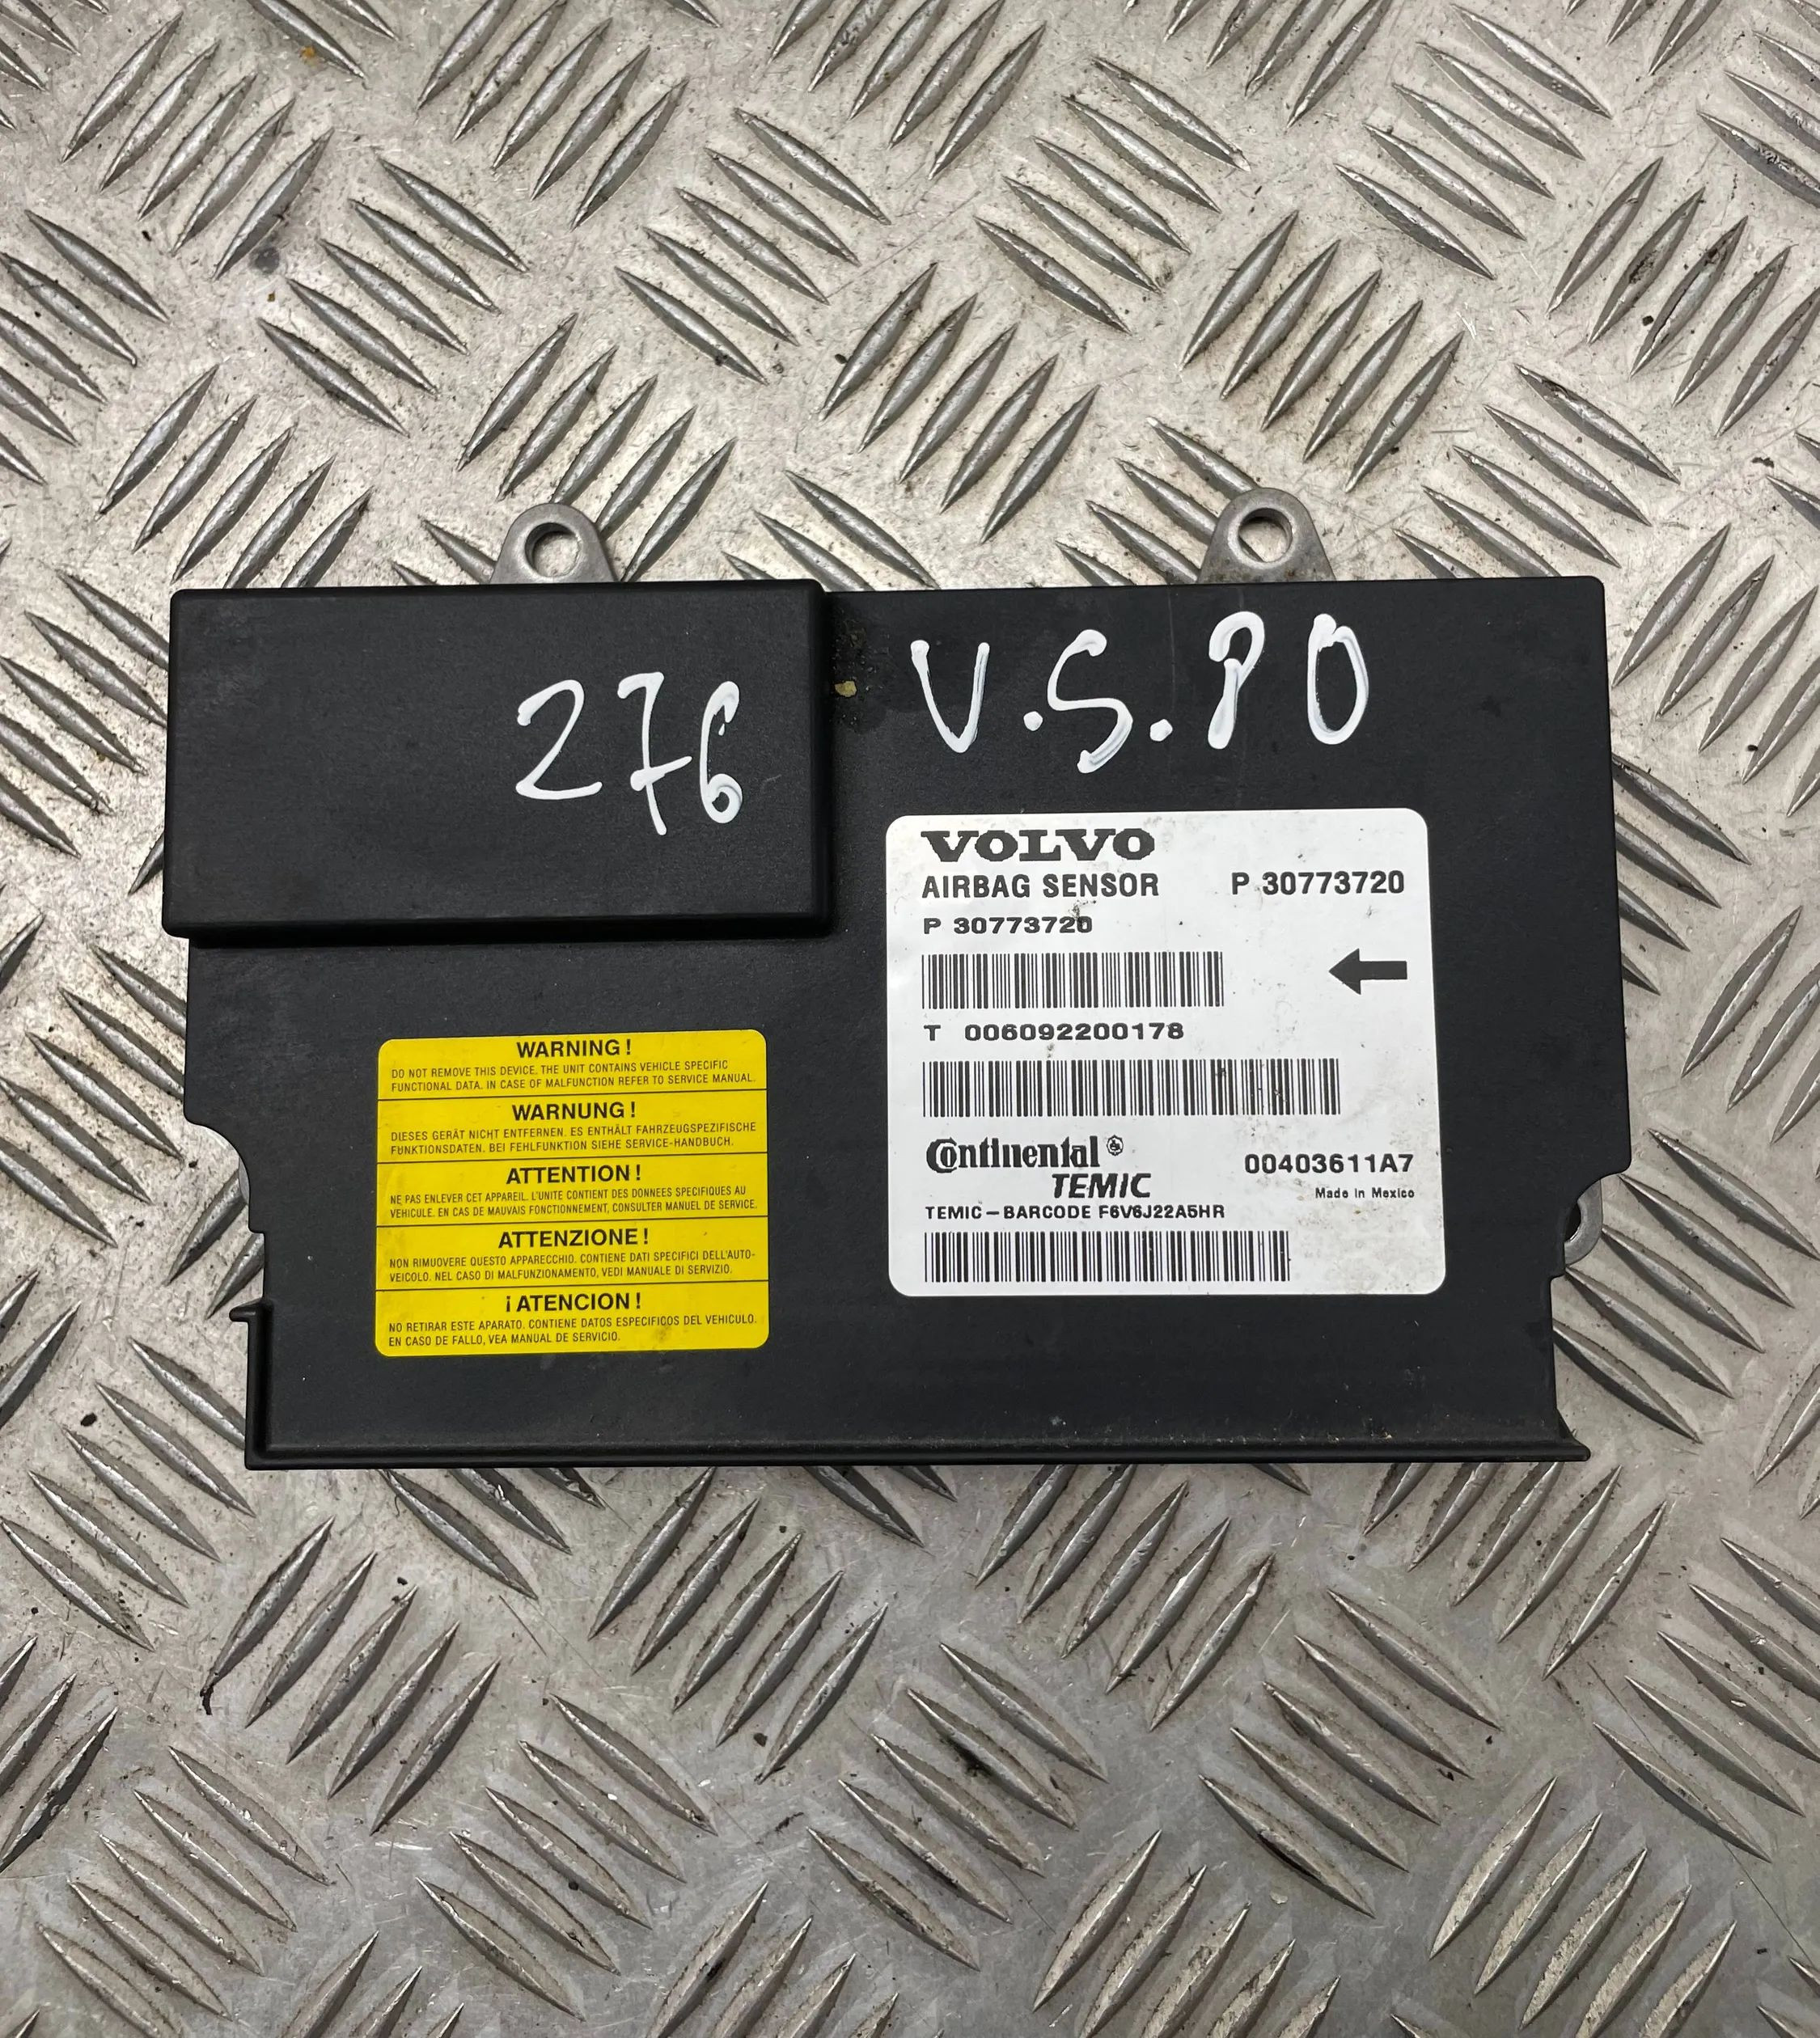 276
V.S.80
VOLVO
AIRBAG SENSOR P 30773720
P 30773720
T 006092200178
Continental
TEMIC
00403611A7
Made in Mexico
TEMIC-BARCODE F6V6J22A5HR
WARNING!
DO NOT REMOVE THIS DEVICE. THE UNIT CONTAINS VEHICLE SPECIFIC
FUNCTIONAL DATA. IN CASE OF MALFUNCTION REFER TO SERVICE MANUAL.
WARNUNG!
DIESES GERÄT NICHT ENTFERNEN. ES ENTHÄLT FAHRZEUGSPEZIFISCHE
FUNKTIONSDATEN. BEI FEHLFUNKTION SIEHE SERVICE-HANDBUCH.
ATTENTION!
NE PAS ENLEVER CET APPAREIL. L'UNITE CONTIENT DES DONNEES SPECIFIQUES AU
VEHICULE. EN CAS DE MAUVAIS FONCTIONNEMENT, CONSULTER MANUEL DE SERVICE.
ATTENZIONE!
NON RIMUOVERE QUESTO APPARECCHIO. CONTIENE DATI SPECIFICI DELL'AUTO-
VEICOLO. NEL CASO DI MALFUNZIONAMENTO, VEDI MANUALE DI SERVIZIO.
¡ATENCION!
NO RETIRAR ESTE APARATO. CONTIENE DATOS ESPECIFICOS DEL VEHICULO.
EN CASO DE FALLO, VEA MANUAL DE SERVICIO.